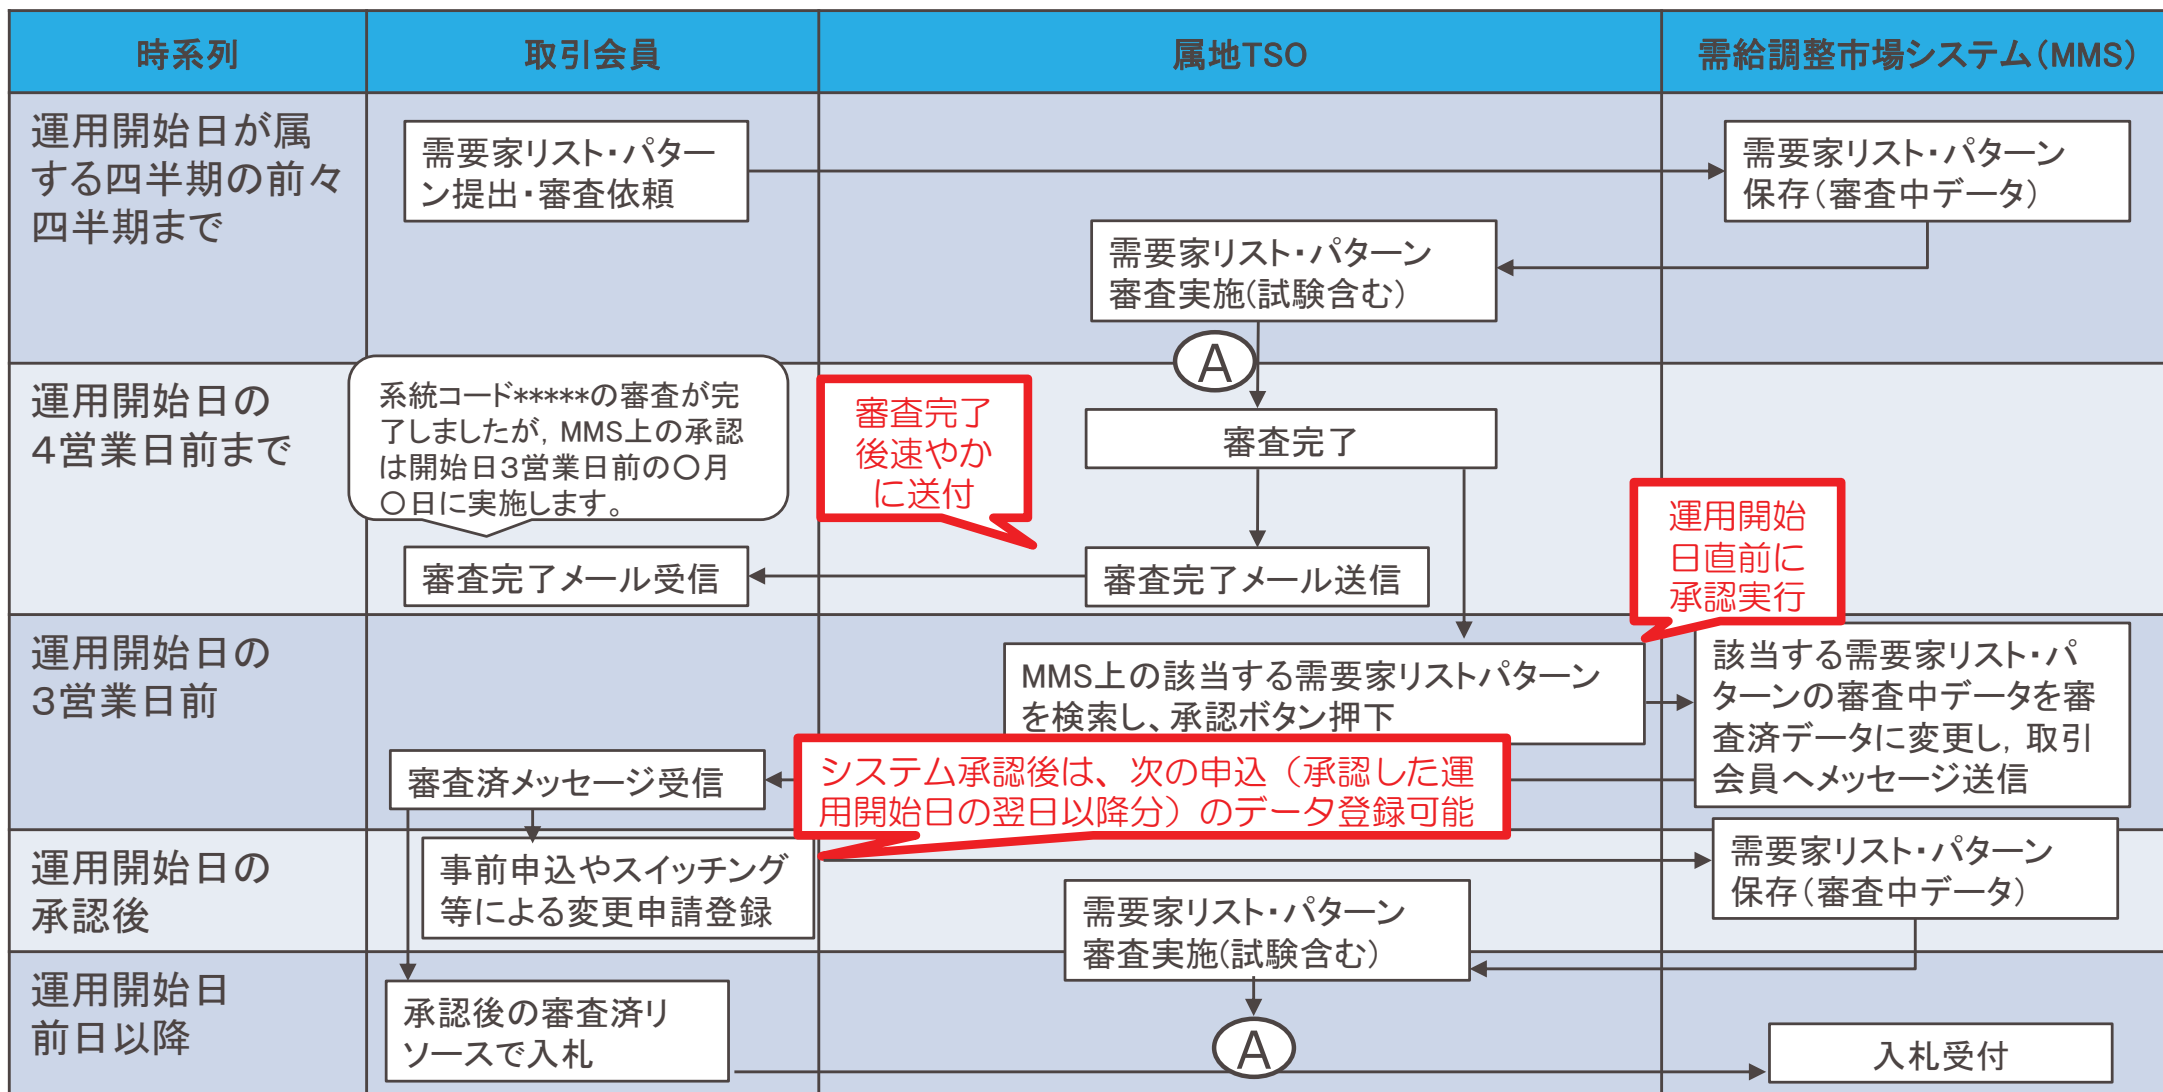 時系列
取引会員
属地TSO
需給調整市場システム(MMS)
運用開始日が属
する四半期の前々
四半期まで
需要家リスト・パター
ン提出・審査依頼
需要家リスト・パターン
保存(審査中データ)
需要家リスト・パターン
審査実施(試験含む)
A
運用開始日の
4営業日前まで
系統コード*****の審査が完
了しましたが, MMS上の承認
は開始日3営業日前の〇月
〇日に実施します。
審査完了
後速やか
に送付
審査完了
運用開始
日直前に
承認実行
審査完了メール受信
審査完了メール送信
運用開始日の
3営業日前
MMS上の該当する需要家リストパターン
を検索し、承認ボタン押下
該当する需要家リスト・パ
ターンの審査中データを審
査済データに変更し, 取引
会員へメッセージ送信
審査済メッセージ受信
システム承認後は、次の申込（承認した運
用開始日の翌日以降分）のデータ登録可能
運用開始日の
承認後
事前申込やスイッチング
等による変更申請登録
需要家リスト・パターン
保存(審査中データ)
需要家リスト・パターン
審査実施(試験含む)
運用開始日
前日以降
承認後の審査済リ
ソースで入札
A
入札受付